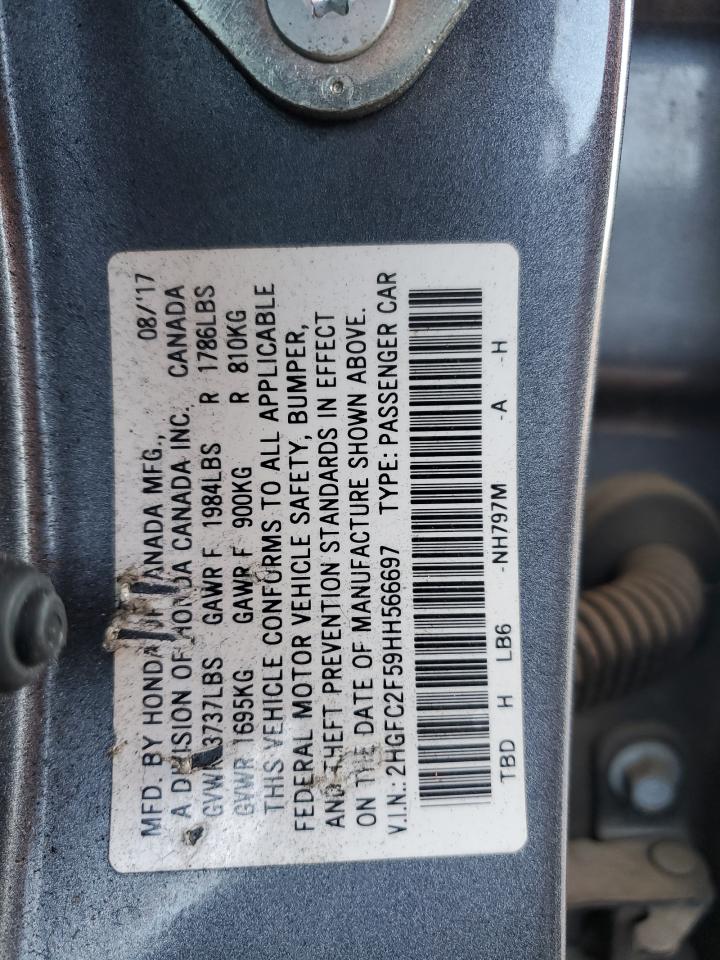 MFD. BY HONDA CANADA MFG., 08/'17
A DIVISION OF HONDA CANADA INC. CANADA
GVWR 3737LBS GAWR F 1984LBS R 1786LBS
GVWR 1695KG GAWR F 900KG R 810KG
THIS VEHICLE CONFORMS TO ALL APPLICABLE
FEDERAL MOTOR VEHICLE SAFETY, BUMPER,
AND THEFT PREVENTION STANDARDS IN EFFECT
ON THE DATE OF MANUFACTURE SHOWN ABOVE.
V.I.N.: 2HGFC2F59HH566697 TYPE: PASSENGER CAR
TBD H LB6 -NH797M -A -H